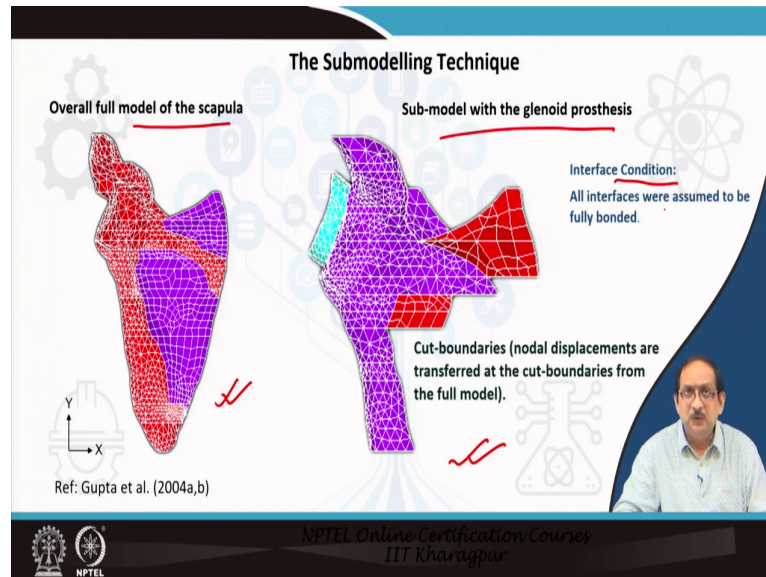 The Submodelling Technique
Overall full model of the scapula
Sub-model with the glenoid prosthesis
Interface Condition:
All interfaces were assumed to be
fully bonded.
Cut-boundaries (nodal displacements are
transferred at the cut-boundaries from
the full model).
Y
X
Ref: Gupta et al. (2004a,b)
NPTEL Online Certification Courses
IIT Kharagpur
NPTEL